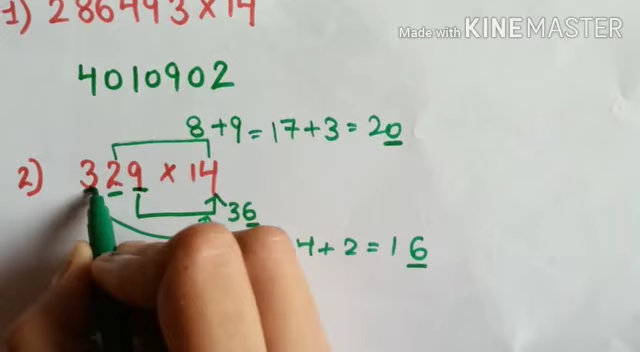 1) 286493 × 14
Made with KINEMASTER
4010902
8+9=17+3=20
2) 329 × 14
36
4+2=16